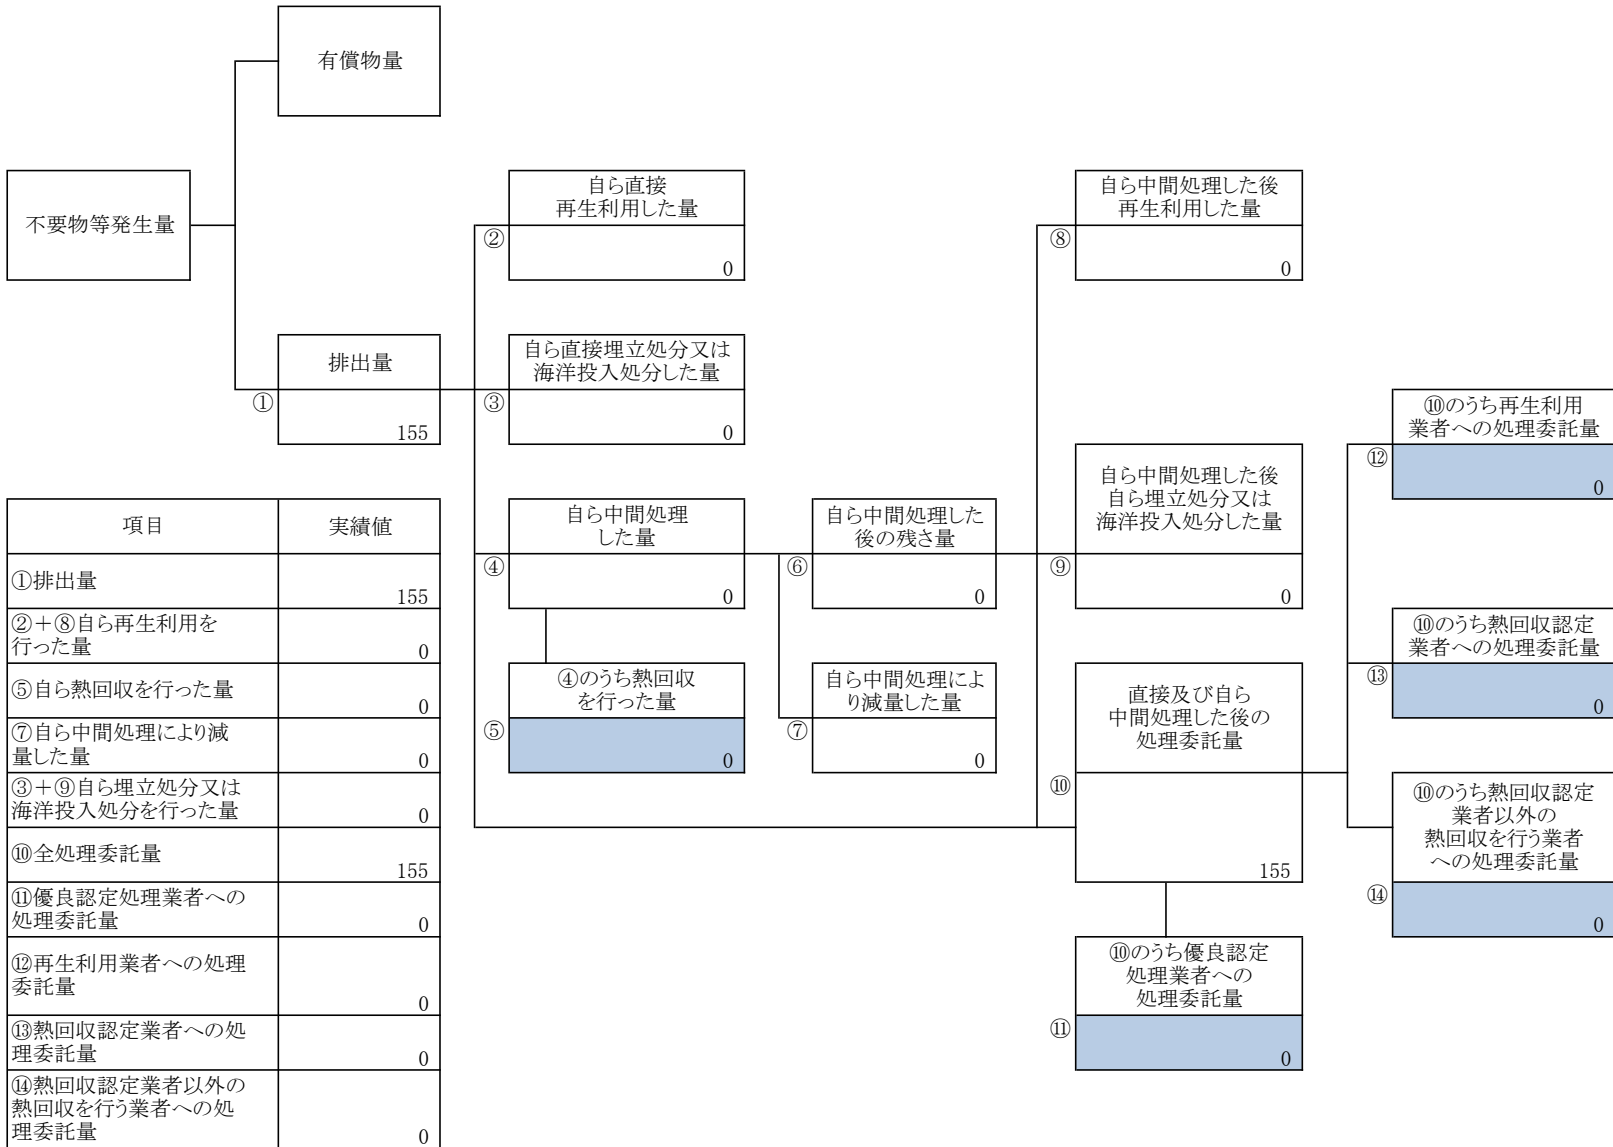 有償物量
不要物等発生量
排出量
①
155
自ら直接
再生利用した量
②
0
自ら直接埋立処分又は
海洋投入処分した量
③
0
自ら中間処理
した量
④
0
④のうち熱回収
を行った量
⑤
0
自ら中間処理した
後の残さ量
⑥
0
自ら中間処理によ
り減量した量
⑦
0
自ら中間処理した後
再生利用した量
⑧
0
自ら中間処理した後
自ら埋立処分又は
海洋投入処分した量
⑨
0
直接及び自ら
中間処理した後の
処理委託量
⑩
155
⑩のうち優良認定
処理業者への
処理委託量
⑪
0
⑩のうち再生利用
業者への処理委託量
⑫
0
⑩のうち熱回収認定
業者への処理委託量
⑬
0
⑩のうち熱回収認定
業者以外の
熱回収を行う業者
への処理委託量
⑭
0
項目 実績値
①排出量
155
②+⑧自ら再生利用を
行った量
0
⑤自ら熱回収を行った量
0
⑦自ら中間処理により減
量した量
0
③+⑨自ら埋立処分又は
海洋投入処分を行った量
0
⑩全処理委託量
155
⑪優良認定処理業者への
処理委託量
0
⑫再生利用業者への処理
委託量
0
⑬熱回収認定業者への処
理委託量
0
⑭熱回収認定業者以外の
熱回収を行う業者への処
理委託量
0